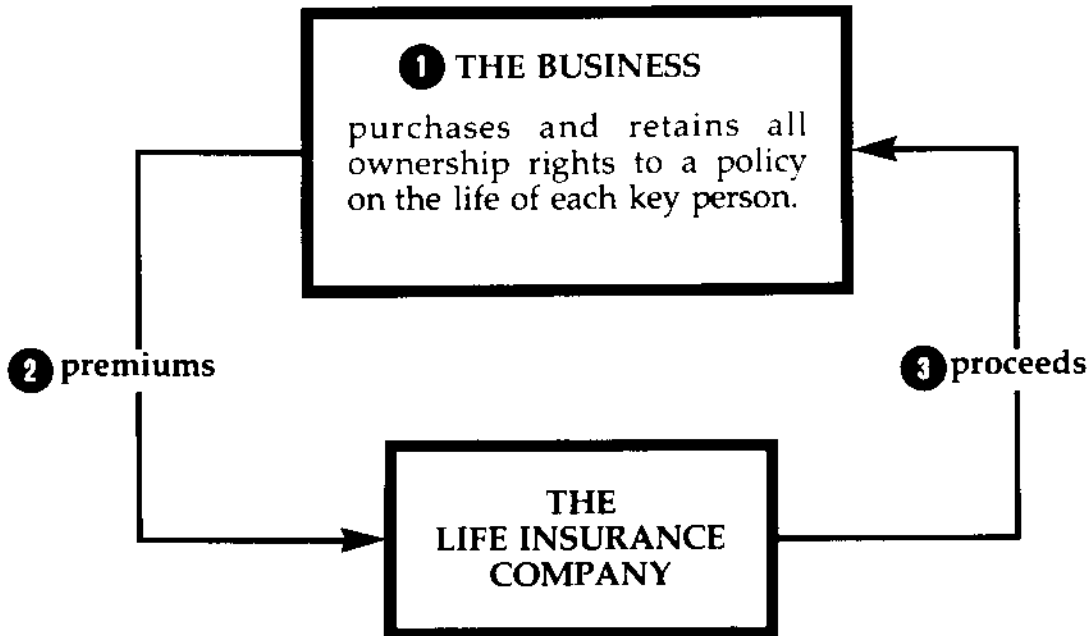 1 THE BUSINESS
purchases and retains all
ownership rights to a policy
on the life of each key person.
2 premiums
3 proceeds
THE
LIFE INSURANCE
COMPANY